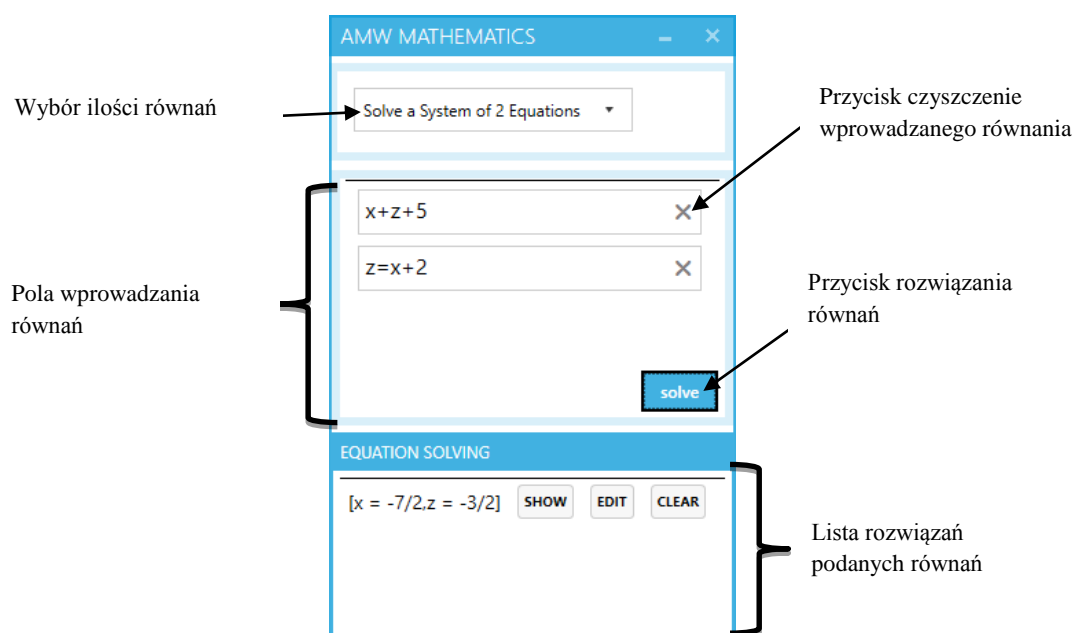 AMW MATHEMATICS
Wybór ilości równań
Solve a System of 2 Equations
Przycisk czyszczenie
wprowadzanego równania
x+z+5
z=x+2
Pola wprowadzania
równań
Przycisk rozwiązania
równań
solve
EQUATION SOLVING
[x = -7/2,z = -3/2] SHOW EDIT CLEAR
Lista rozwiązań
podanych równań